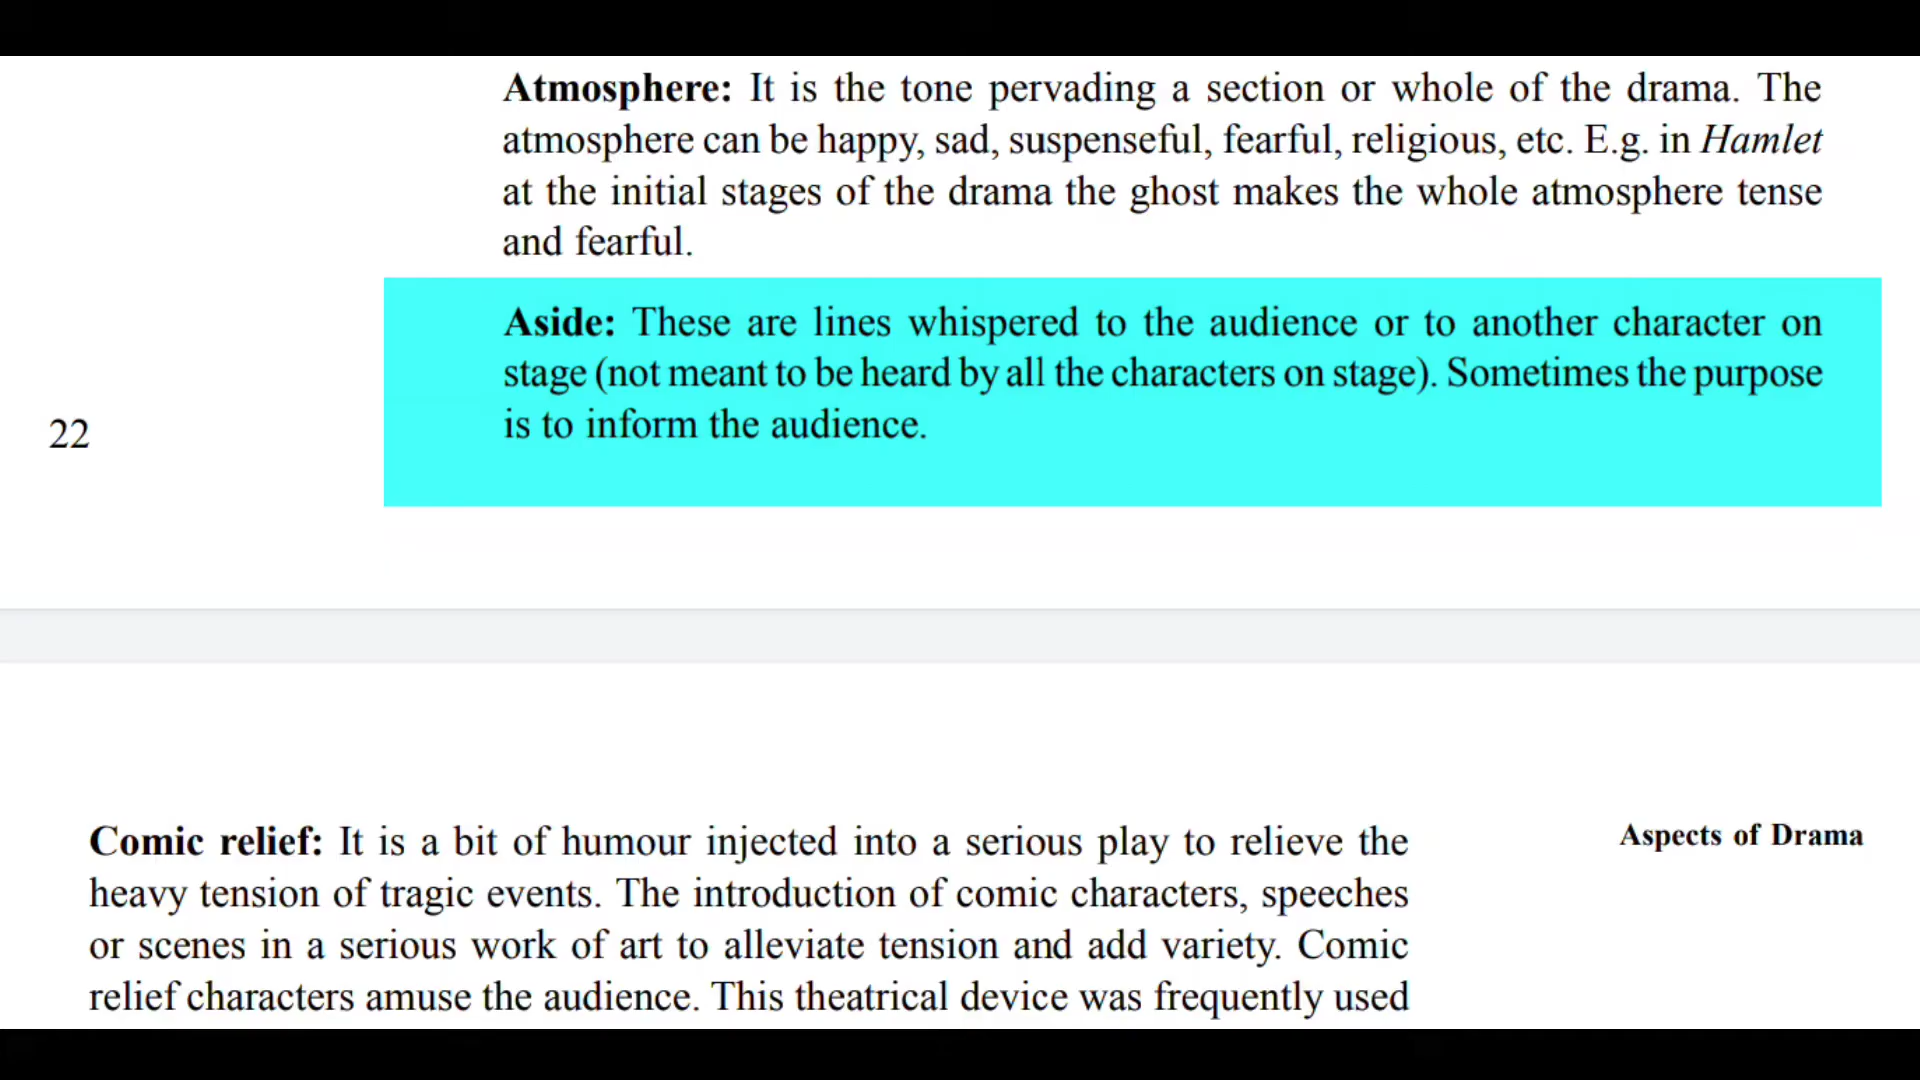 Atmosphere: It is the tone pervading a section or whole of the drama. The
atmosphere can be happy, sad, suspenseful, fearful, religious, etc. E.g. in Hamlet
at the initial stages of the drama the ghost makes the whole atmosphere tense
and fearful.
Aside: These are lines whispered to the audience or to another character on
stage (not meant to be heard by all the characters on stage). Sometimes the purpose
is to inform the audience.
22
Comic relief: It is a bit of humour injected into a serious play to relieve the
heavy tension of tragic events. The introduction of comic characters, speeches
or scenes in a serious work of art to alleviate tension and add variety. Comic
relief characters amuse the audience. This theatrical device was frequently used
Aspects of Drama